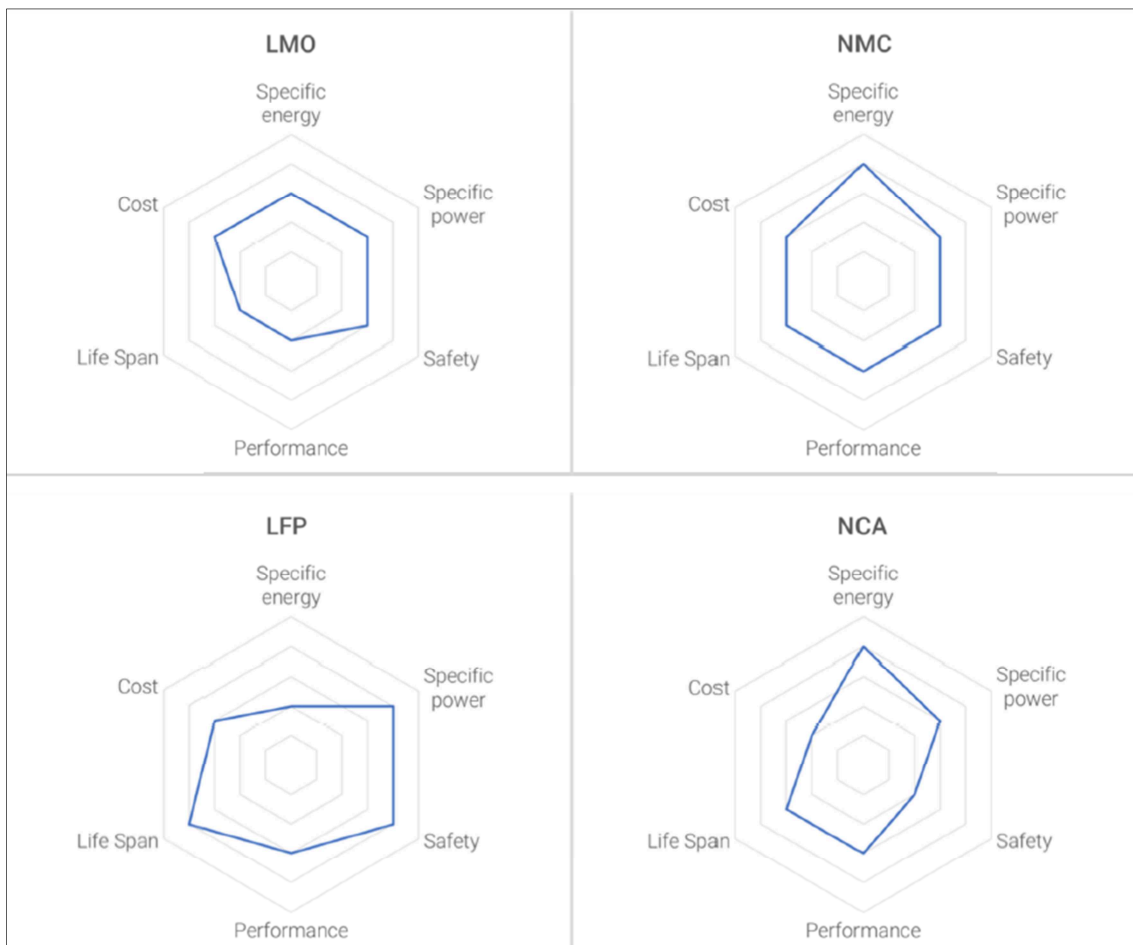 LMO
Specific
energy
Cost
Specific
power
Life Span
Safety
Performance
NMC
Specific
energy
Cost
Specific
power
Life Span
Safety
Performance
LFP
Specific
energy
Cost
Specific
power
Life Span
Safety
Performance
NCA
Specific
energy
Cost
Specific
power
Life Span
Safety
Performance